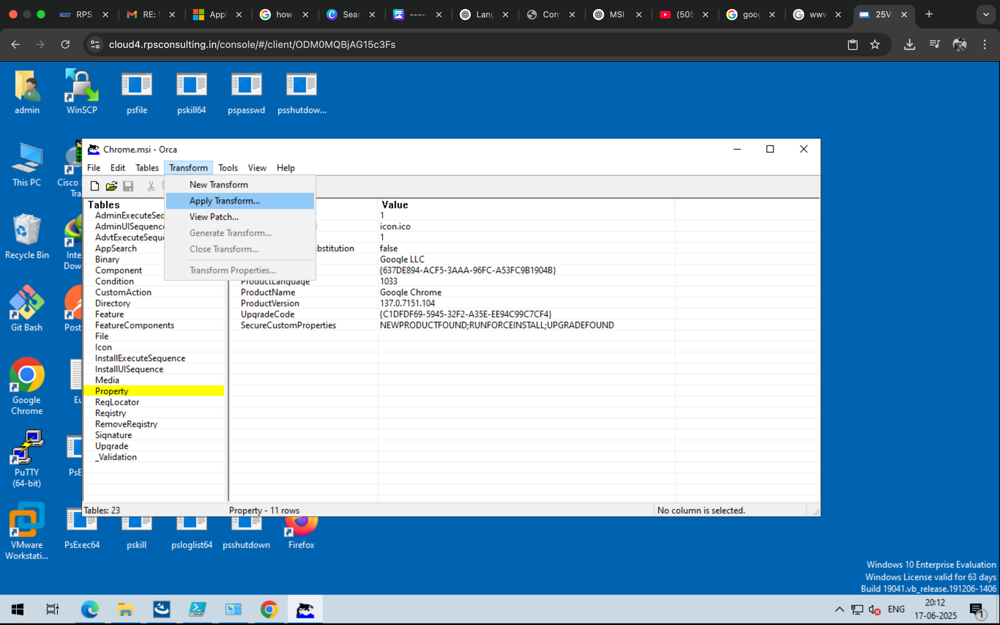 RPS
RE:
Appl
how
Sear
-----
Lang
Con
MSI
(505
goog
www
25V
cloud4.rpsconsulting.in/console/#/client/ODM0MQBjAG15c3Fs
admin
WinSCP
psfile
pskill64
pspasswd
psshutdow...
Chrome.msi - Orca
File Edit Tables Transform Tools View Help
New Transform
Apply Transform...
View Patch...
Generate Transform...
Close Transform...
Transform Properties...
Tables
AdminExecuteSeq
AdminUISequence
AdvtExecuteSeque
AppSearch
Binary
Component
Condition
CustomAction
Directory
Feature
FeatureComponents
File
Icon
InstallExecuteSequence
InstallUISequence
Media
Property
RegLocator
Registry
RemoveRegistry
Signature
Upgrade
_Validation
Value
1
icon.ico
1
bstitution false
Google LLC
{637DE894-ACF5-3AAA-96FC-A53FC9B1904B}
ProductLanguage 1033
ProductName Google Chrome
ProductVersion 137.0.7151.104
UpgradeCode {C1DFDF69-5945-32F2-A35E-EE94C99C7CF4}
SecureCustomProperties NEWPRODUCTFOUND;RUNFORCEINSTALL;UPGRADEFOUND
Tables: 23
Property - 11 rows
No column is selected.
This PC
Cisco
Tra
Recycle Bin
Inte
Dow
Git Bash
Post
Google
Chrome
Eu
PuTTY
(64-bit)
PsE
VMware
Workstati...
PsExec64
pskill
psloglist64
psshutdown
Firefox
Windows 10 Enterprise Evaluation
Windows License valid for 63 days
Build 19041.vb_release.191206-1406
ENG
20:12
17-06-2025
1